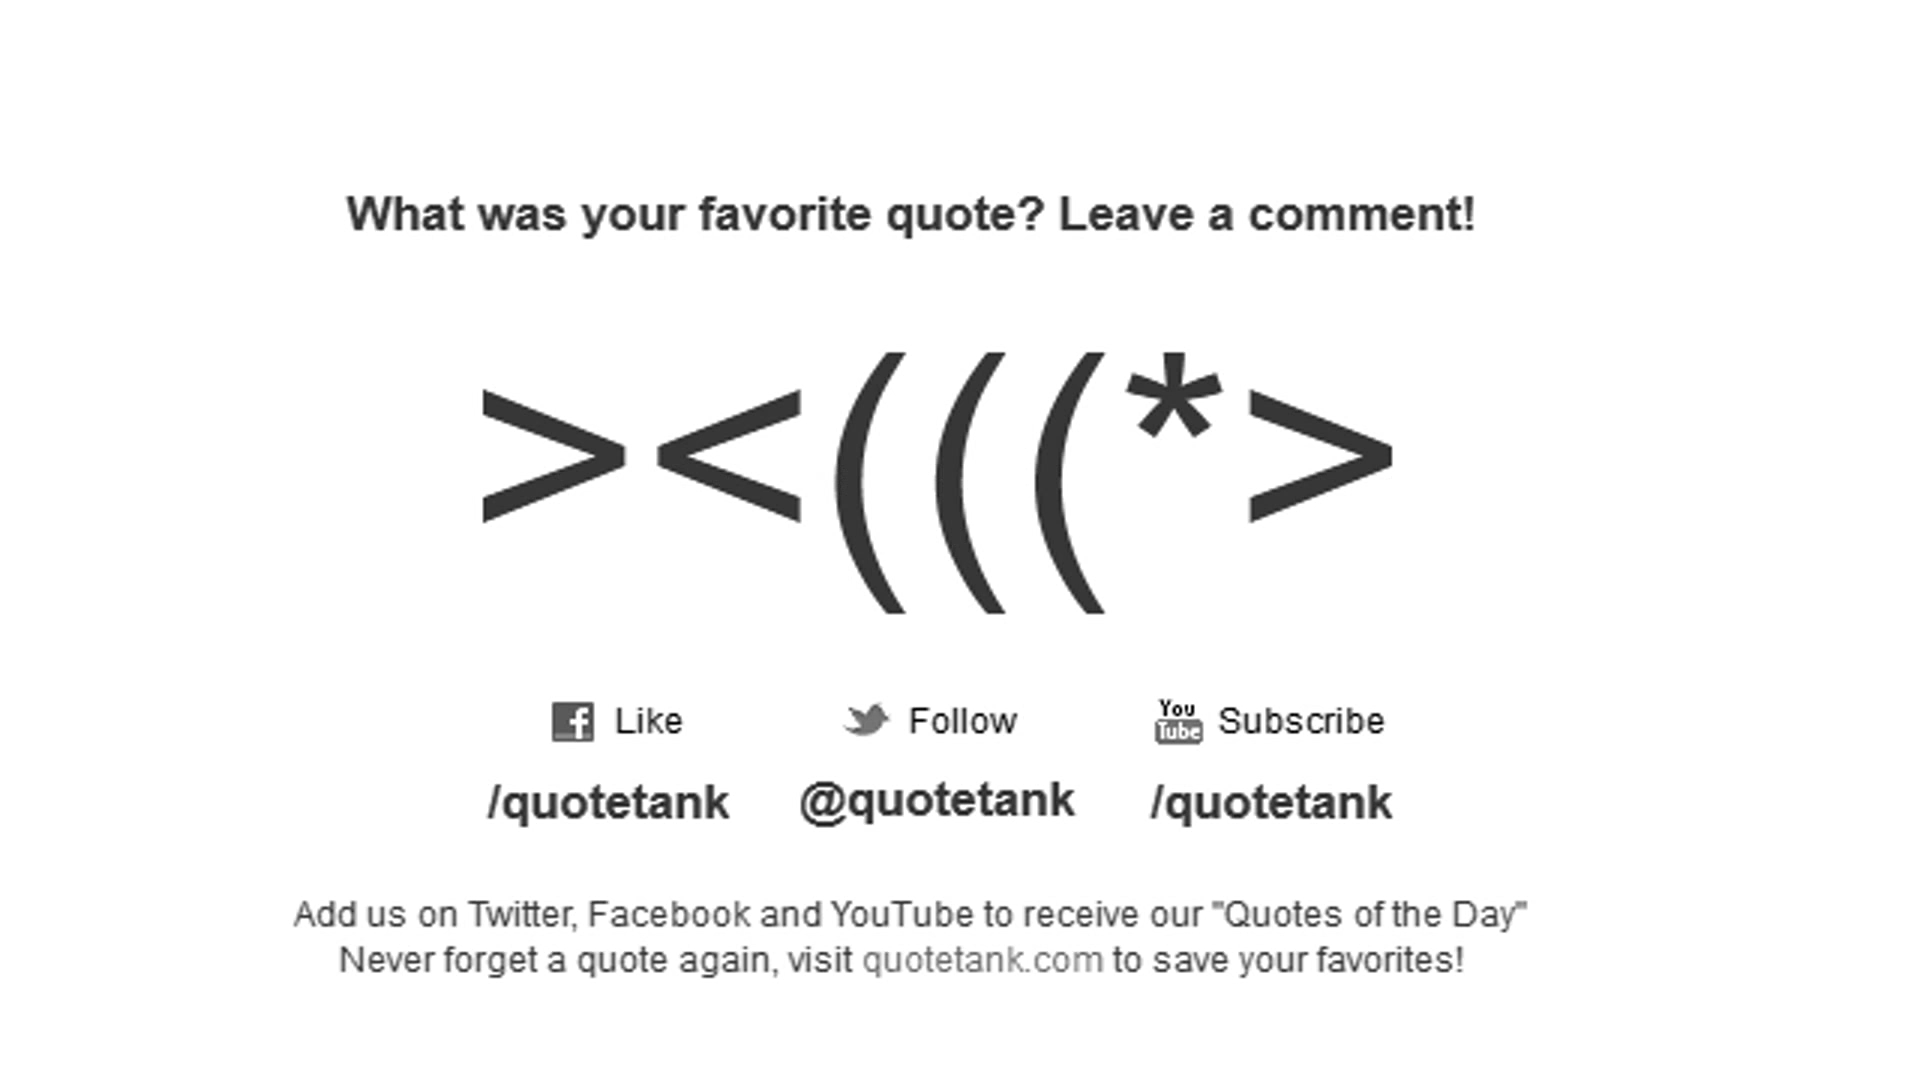 What was your favorite quote? Leave a comment!
><(((*>
f Like Follow You Tube Subscribe
/quotetank @quotetank /quotetank
Add us on Twitter, Facebook and YouTube to receive our "Quotes of the Day"
Never forget a quote again, visit quotetank.com to save your favorites!